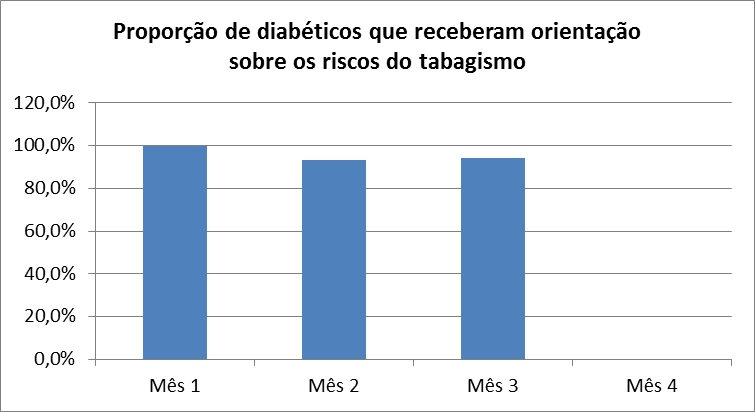 Proporção de diabéticos que receberam orientação
sobre os riscos do tabagismo
120,0%
100,0%
80,0%
60,0%
40,0%
20,0%
0,0%
Mês 1 Mês 2 Mês 3 Mês 4